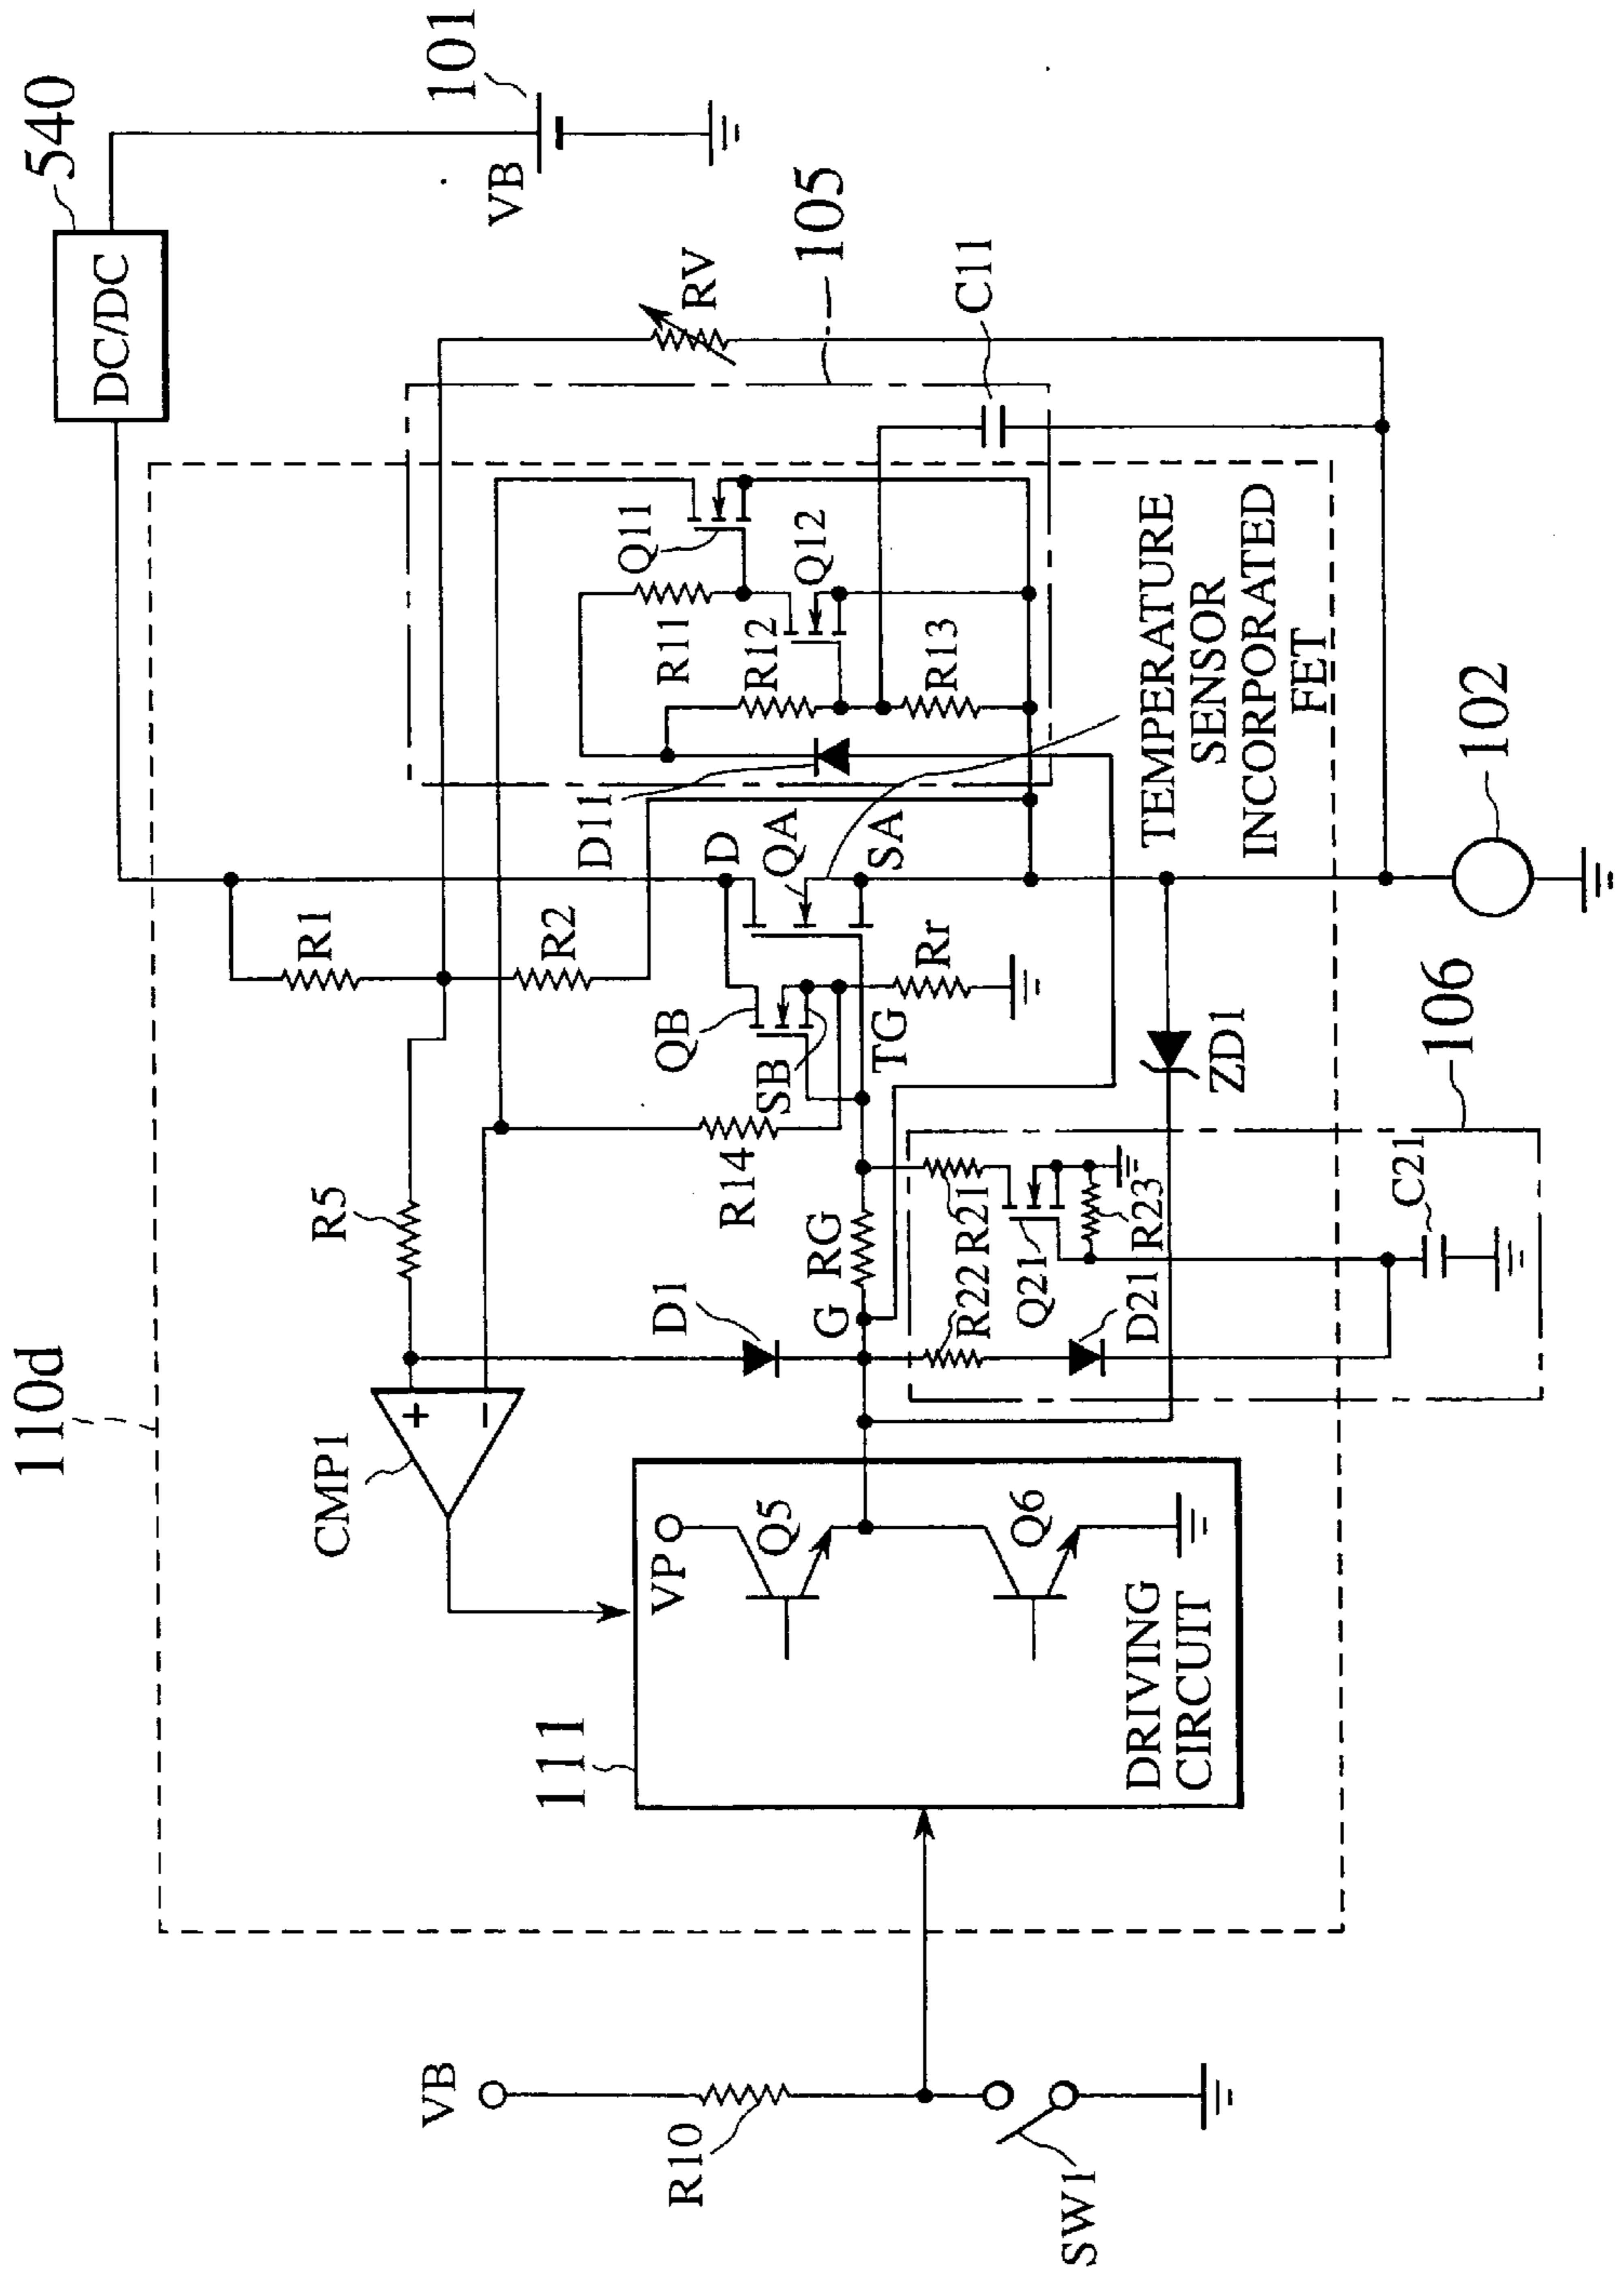 110d
540
DC/DC
101
VB
CMP1
+
−
R5
R1
R2
RV
105
C11
D1
R14
QB
SB
TG
Rr
D
QA
SA
D11
R11
Q11
R12
Q12
R13
G
RG
111
VP
Q5
Q6
DRIVING
CIRCUIT
R22
R21
Q21
R23
D21
C21
106
ZD1
TEMPERATURE
SENSOR
INCORPORATED
FET
102
VB
R10
SW1